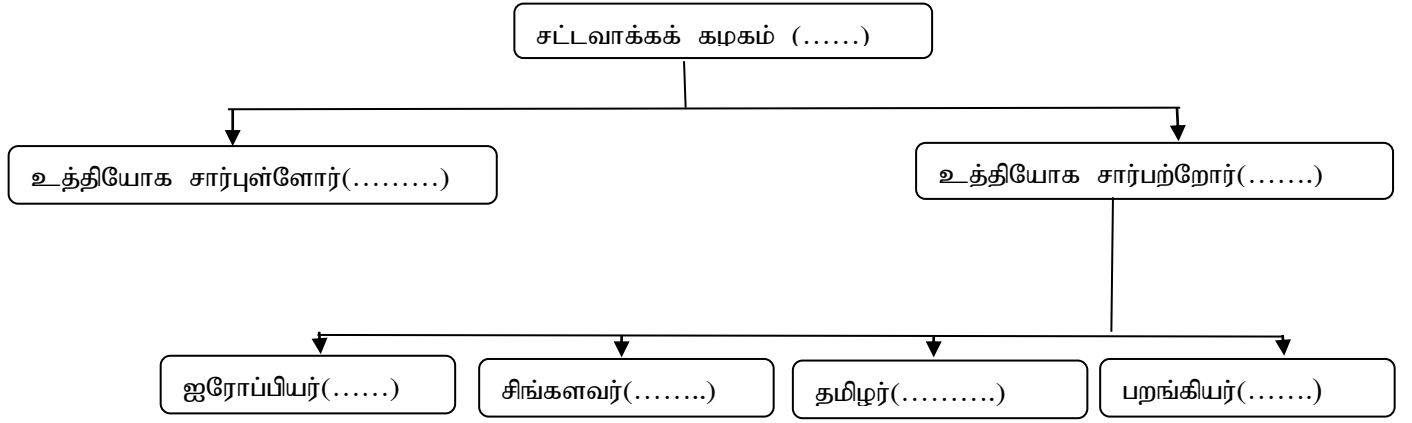 சட்டவாக்கக் கழகம் (......)
உத்தியோக சார்புள்ளோர்(.........)
உத்தியோக சார்பற்றோர்(.......)
ஐரோப்பியர்(......)
சிங்களவர்(........)
தமிழர்(..........)
பறங்கியர்(.......)